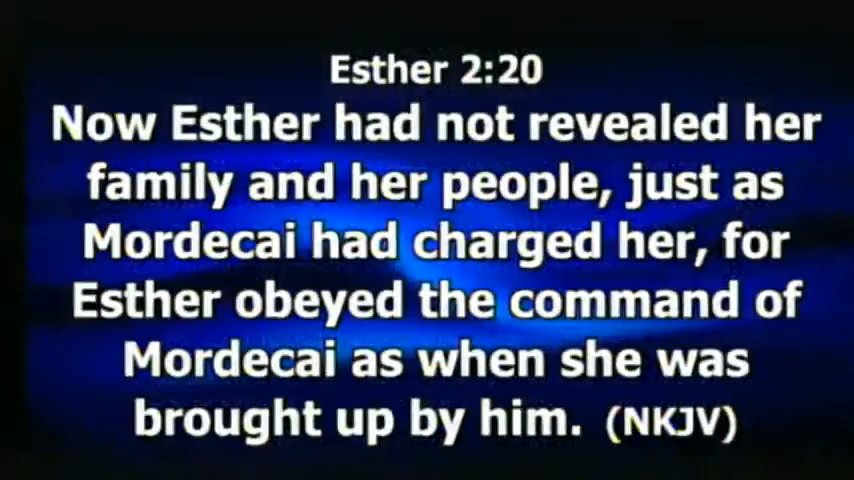 Esther 2:20
Now Esther had not revealed her
family and her people, just as
Mordecai had charged her, for
Esther obeyed the command of
Mordecai as when she was
brought up by him. (NKJV)